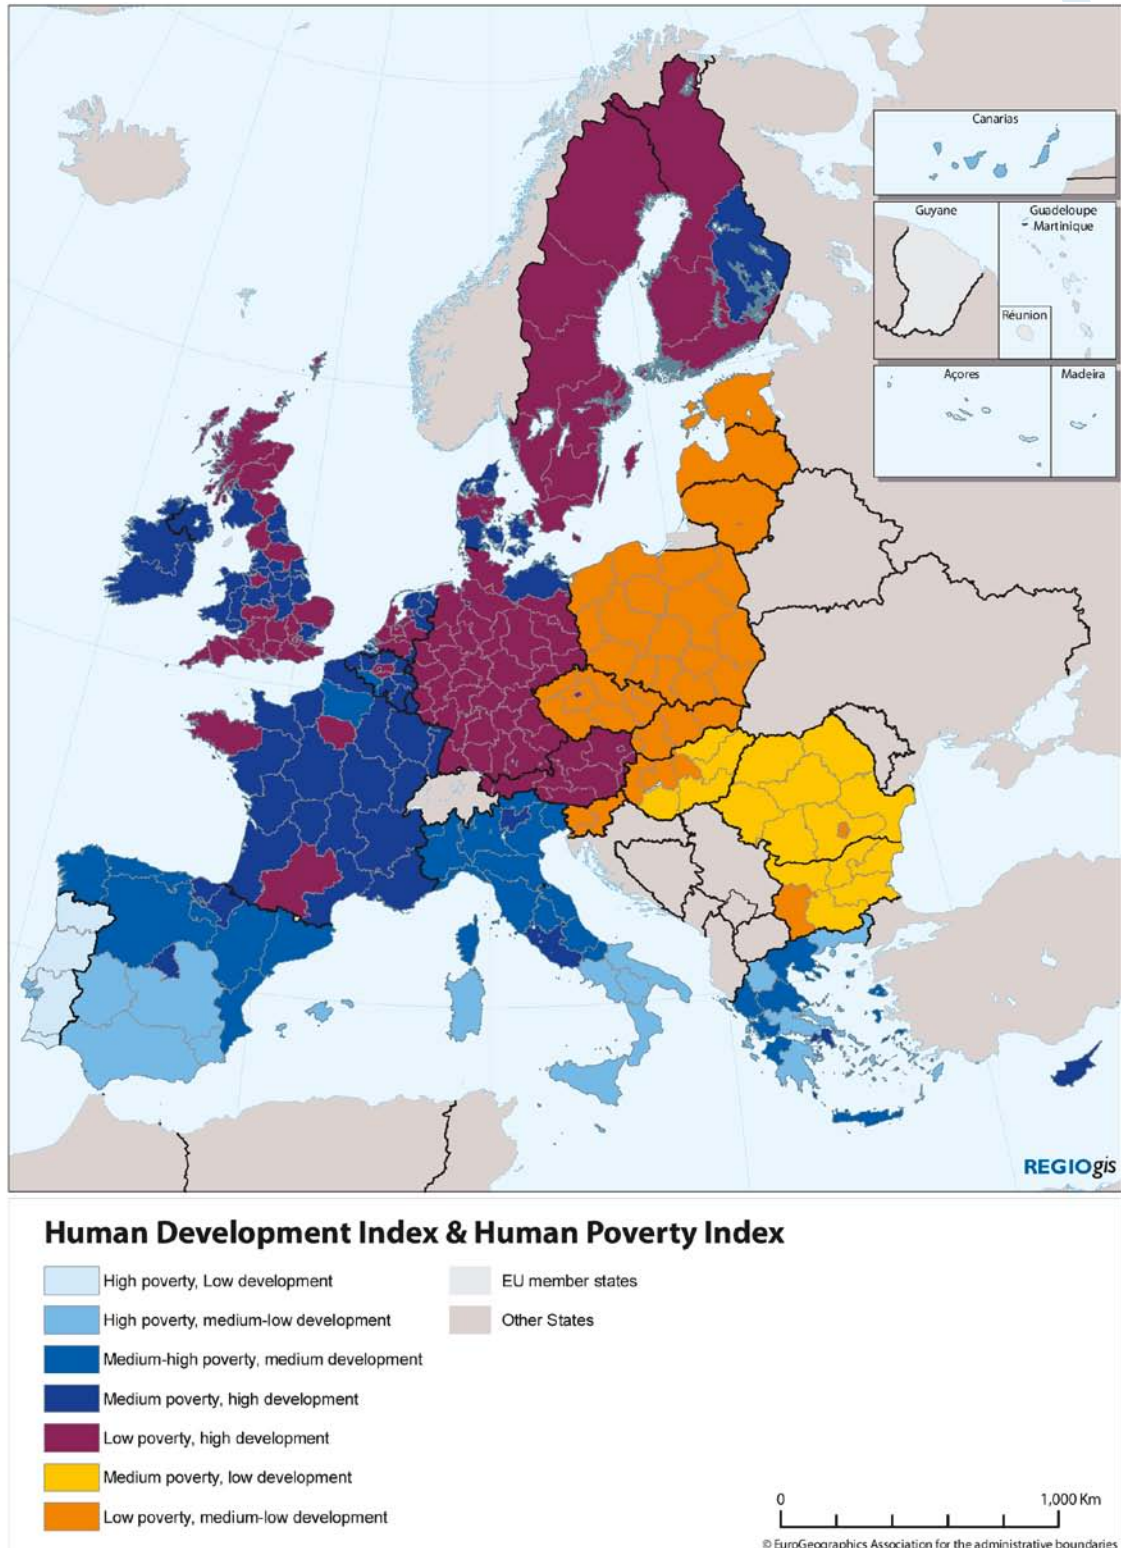 Canarias
Guyane
Guadeloupe
Martinique
Réunion
Açores
Madeira
REGIOgis
Human Development Index & Human Poverty Index
High poverty, Low development
EU member states
High poverty, medium-low development
Other States
Medium-high poverty, medium development
Medium poverty, high development
Low poverty, high development
Medium poverty, low development
Low poverty, medium-low development
0
1,000 Km
© EuroGeographics Association for the administrative boundaries